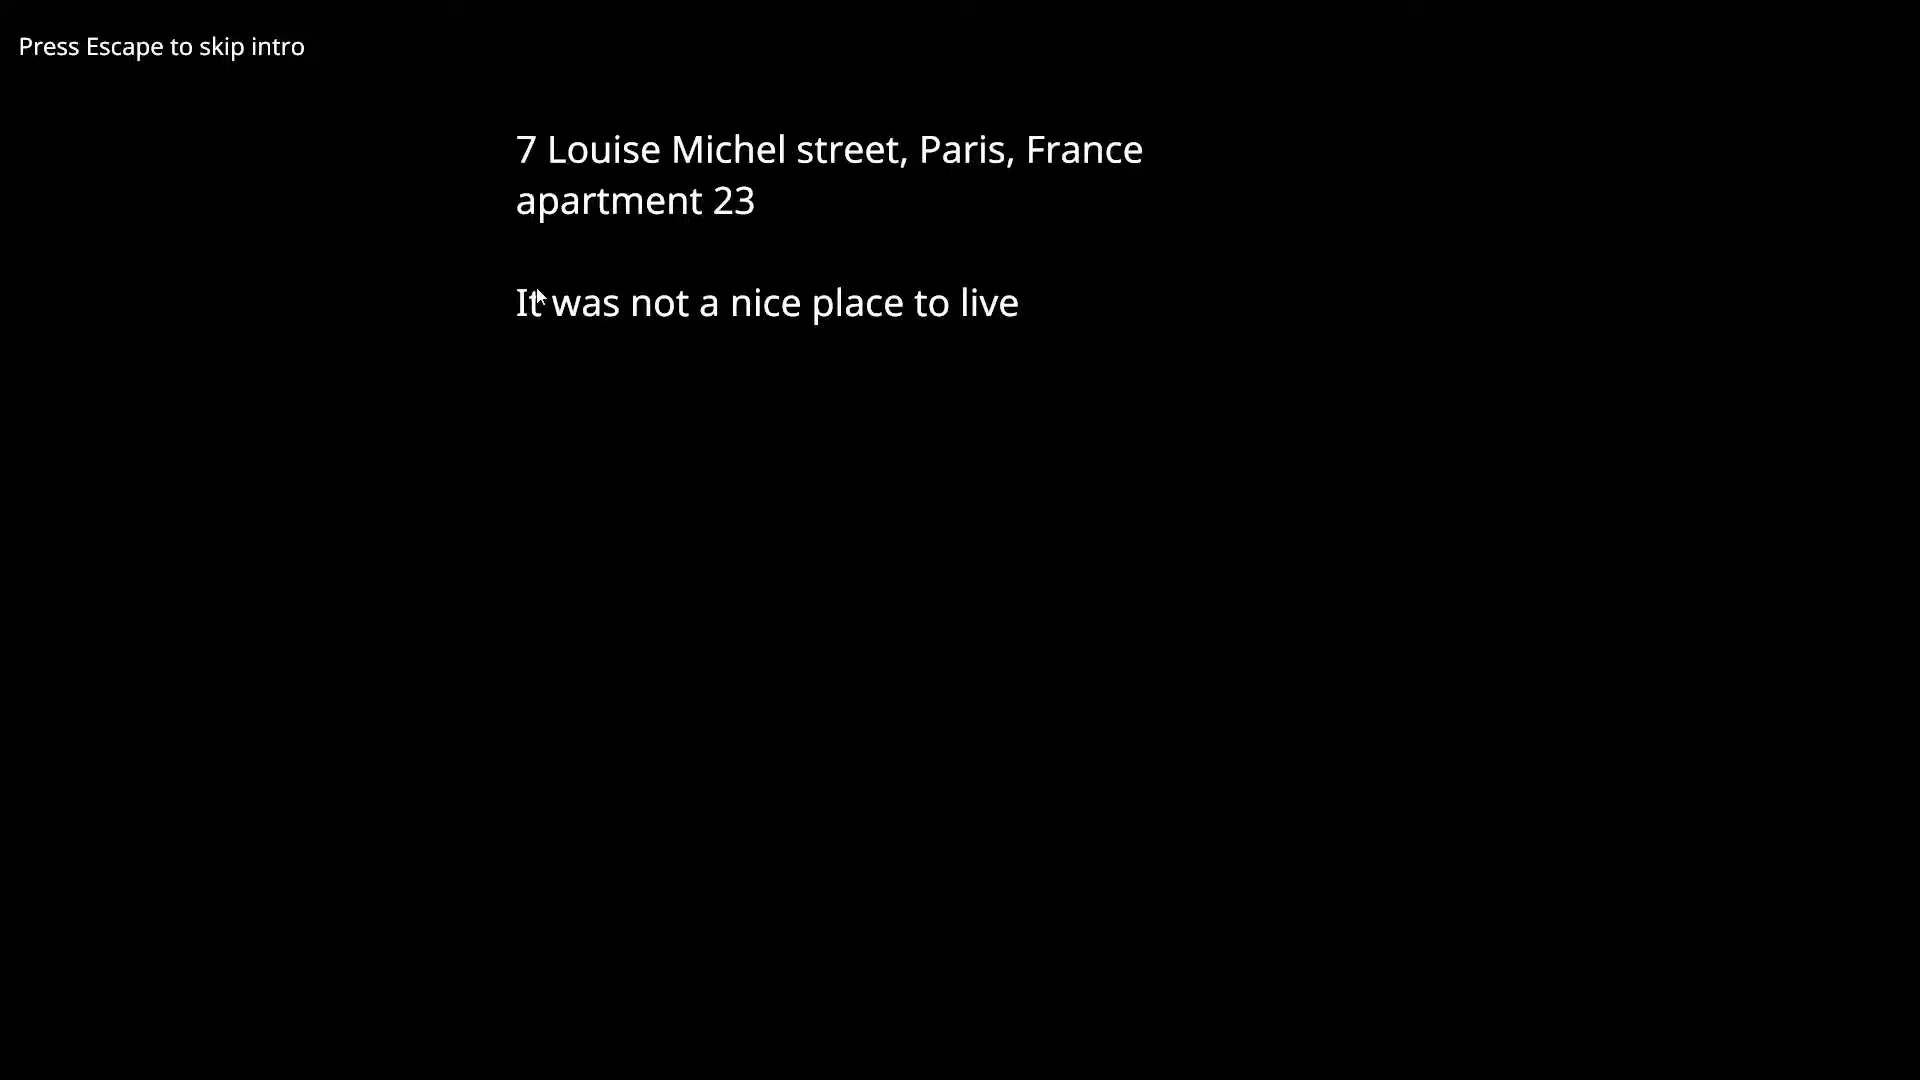 Press Escape to skip intro
7 Louise Michel street, Paris, France
apartment 23
It was not a nice place to live